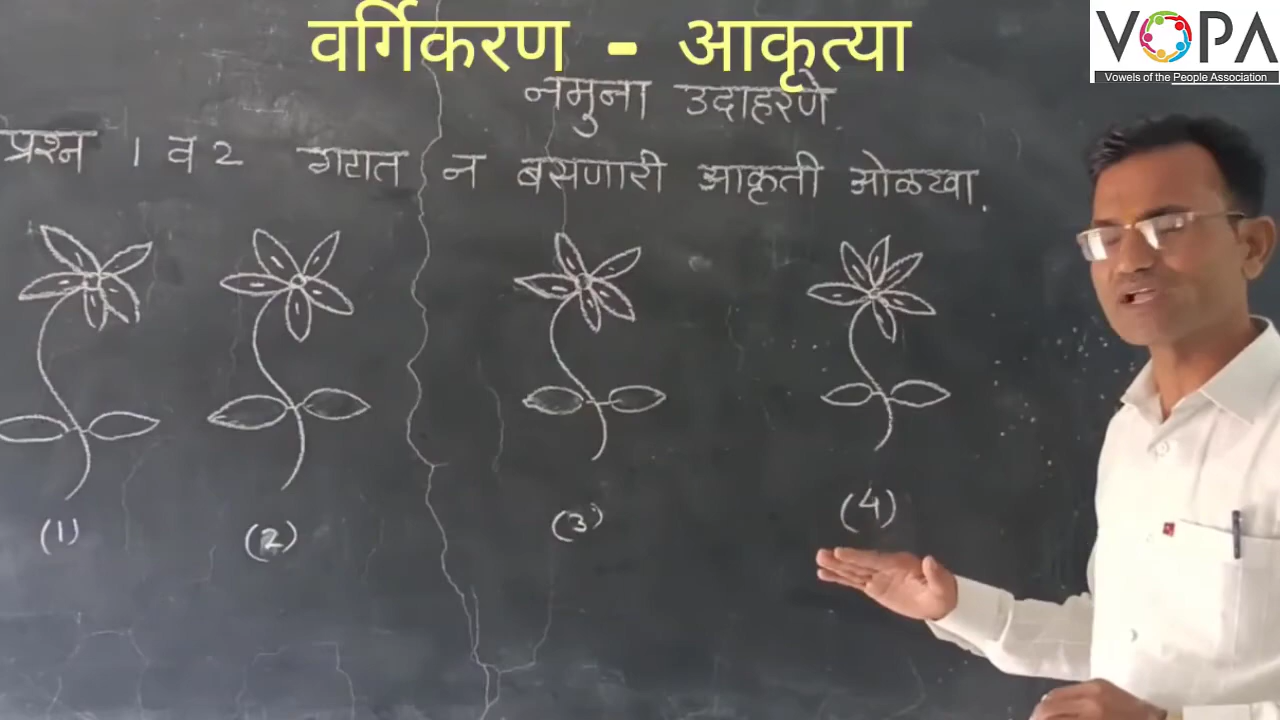 वर्गिकरण - आकृत्या
VOPA
Vowels of the People Association
नमुना उदाहरणे.
प्रश्न 1 व 2 गटात न बसणारी आकृती ओळखा.
(1) (2) (3) (4)